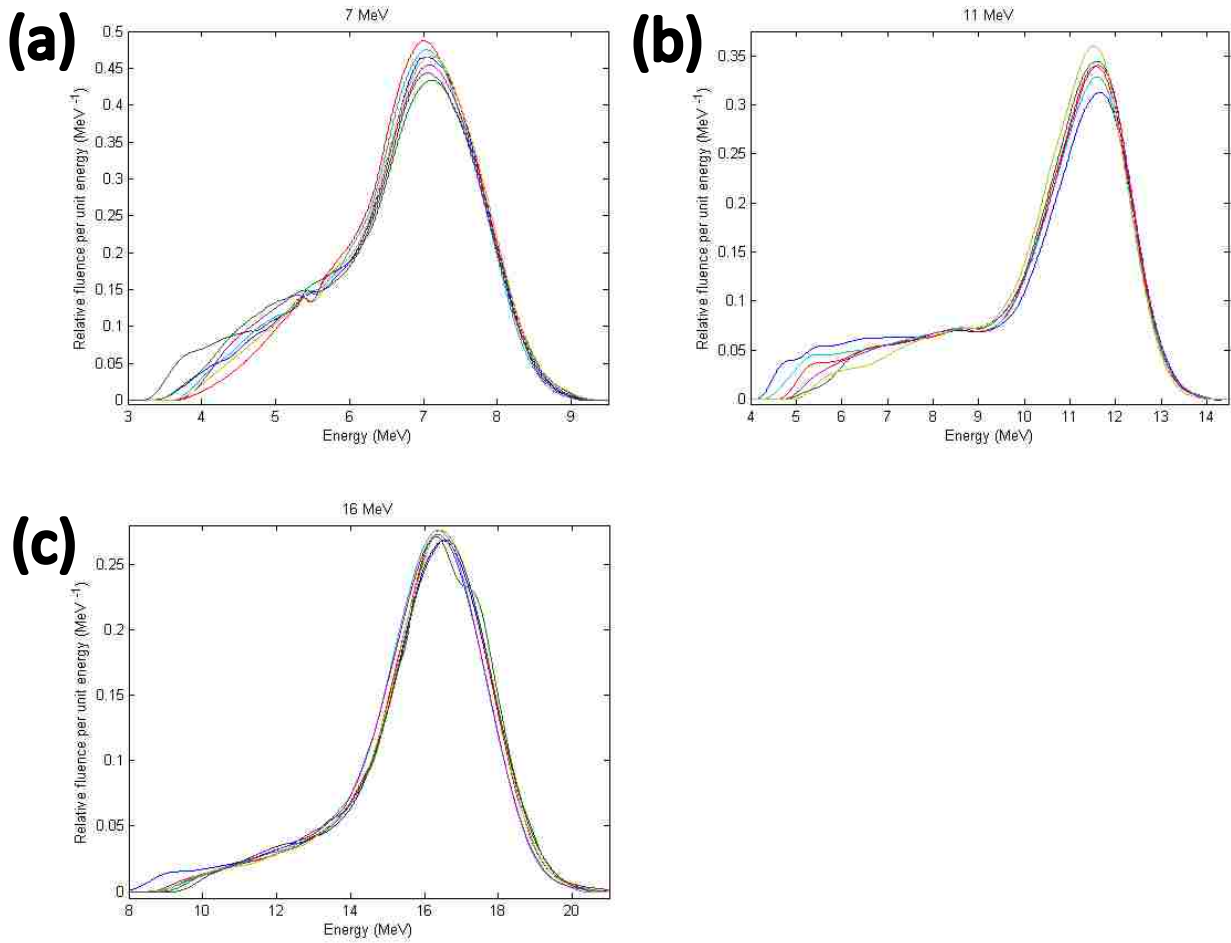 (a)
7 MeV
Relative fluence per unit energy (MeV -1)
0.5
0.45
0.4
0.35
0.3
0.25
0.2
0.15
0.1
0.05
0
3 4 5 6 7 8 9
Energy (MeV)
(b)
11 MeV
Relative fluence per unit energy (MeV -1)
0.35
0.3
0.25
0.2
0.15
0.1
0.05
0
4 5 6 7 8 9 10 11 12 13 14
Energy (MeV)
(c)
16 MeV
Relative fluence per unit energy (MeV -1)
0.25
0.2
0.15
0.1
0.05
0
8 10 12 14 16 18 20
Energy (MeV)